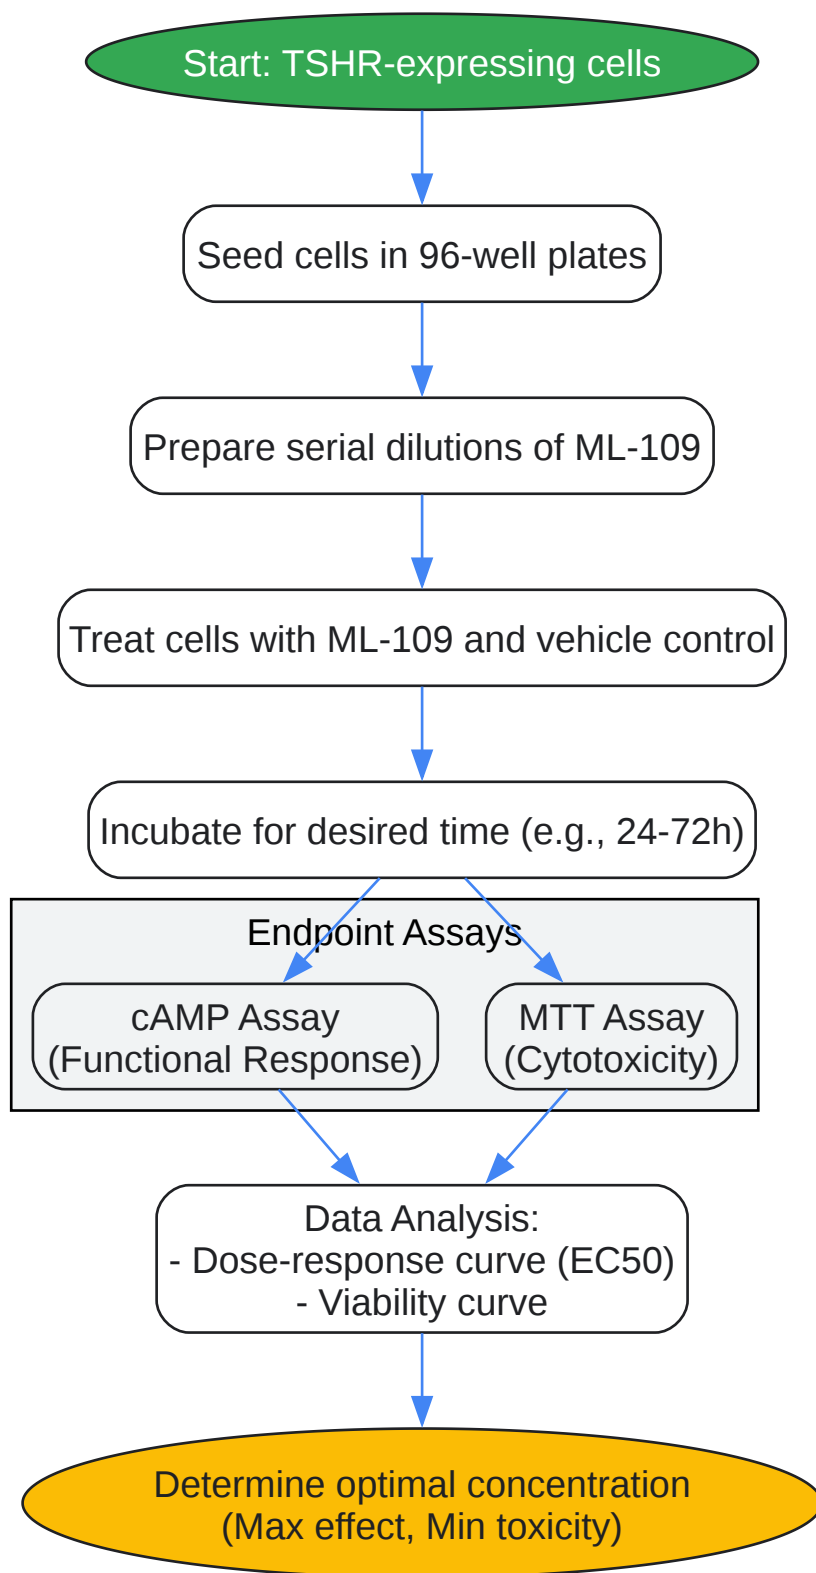 Start: TSHR-expressing cells
Seed cells in 96-well plates
Prepare serial dilutions of ML-109
Treat cells with ML-109 and vehicle control
Incubate for desired time (e.g., 24-72h)
Endpoint Assays
cAMP Assay
(Functional Response)
MTT Assay
(Cytotoxicity)
Data Analysis:
- Dose-response curve (EC50)
- Viability curve
Determine optimal concentration
(Max effect, Min toxicity)